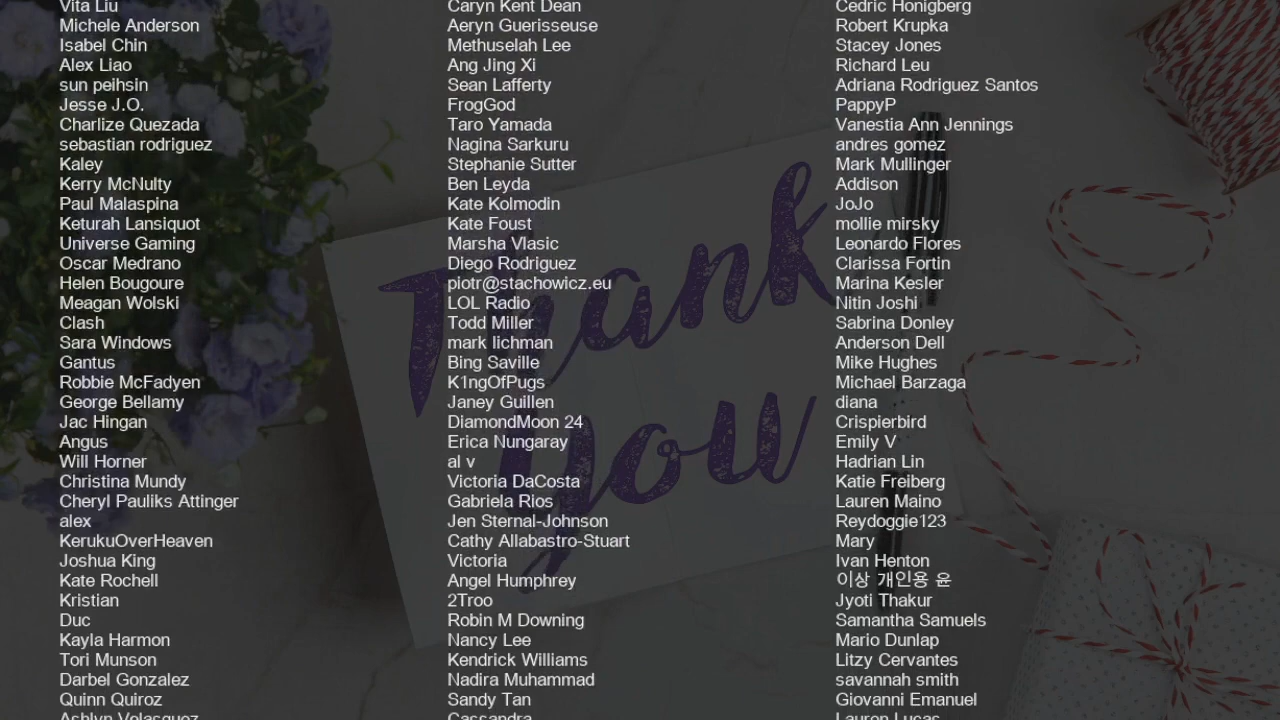 Vita Liu
Michele Anderson
Isabel Chin
Alex Liao
sun peihsin
Jesse J.O.
Charlize Quezada
sebastian rodriguez
Kaley
Kerry McNulty
Paul Malaspina
Keturah Lansiquot
Universe Gaming
Oscar Medrano
Helen Bougoure
Meagan Wolski
Clash
Sara Windows
Gantus
Robbie McFadyen
George Bellamy
Jac Hingan
Angus
Will Horner
Christina Mundy
Cheryl Pauliks Attinger
alex
KerukuOverHeaven
Joshua King
Kate Rochell
Kristian
Duc
Kayla Harmon
Tori Munson
Darbel Gonzalez
Quinn Quiroz
Ashlyn Velasquez
Caryn Kent Dean
Aeryn Guerisseuse
Methuselah Lee
Ang Jing Xi
Sean Lafferty
FrogGod
Taro Yamada
Nagina Sarkuru
Stephanie Sutter
Ben Leyda
Kate Kolmodin
Kate Foust
Marsha Vlasic
Diego Rodriguez
piotr@stachowicz.eu
LOL Radio
Todd Miller
mark lichman
Bing Saville
K1ngOfPugs
Janey Guillen
DiamondMoon 24
Erica Nungaray
al v
Victoria DaCosta
Gabriela Rios
Jen Sternal-Johnson
Cathy Allabastro-Stuart
Victoria
Angel Humphrey
2Troo
Robin M Downing
Nancy Lee
Kendrick Williams
Nadira Muhammad
Sandy Tan
Cassandra
Cedric Honigberg
Robert Krupka
Stacey Jones
Richard Leu
Adriana Rodriguez Santos
PappyP
Vanestia Ann Jennings
andres gomez
Mark Mullinger
Addison
JoJo
mollie mirsky
Leonardo Flores
Clarissa Fortin
Marina Kesler
Nitin Joshi
Sabrina Donley
Anderson Dell
Mike Hughes
Michael Barzaga
diana
Crispierbird
Emily V
Hadrian Lin
Katie Freiberg
Lauren Maino
Reydoggie123
Mary
Ivan Henton
이상 개인용 윤
Jyoti Thakur
Samantha Samuels
Mario Dunlap
Litzy Cervantes
savannah smith
Giovanni Emanuel
Lauren Lucas
Thank
you